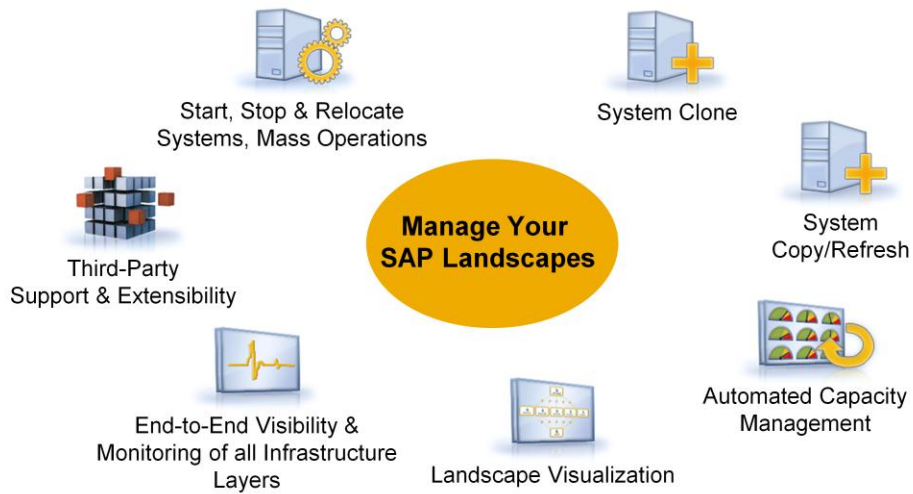 Start, Stop & Relocate
Systems, Mass Operations
System Clone
System
Copy/Refresh
Third-Party
Support & Extensibility
Manage Your
SAP Landscapes
Automated Capacity
Management
End-to-End Visibility &
Monitoring of all Infrastructure
Layers
Landscape Visualization